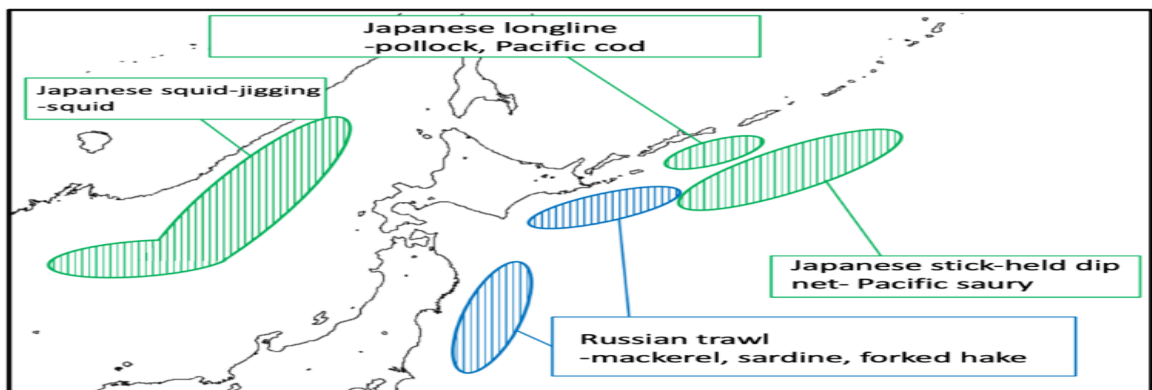 Japanese longline
-pollock, Pacific cod
Japanese squid-jigging
-squid
Japanese stick-held dip
net- Pacific saury
Russian trawl
-mackerel, sardine, forked hake